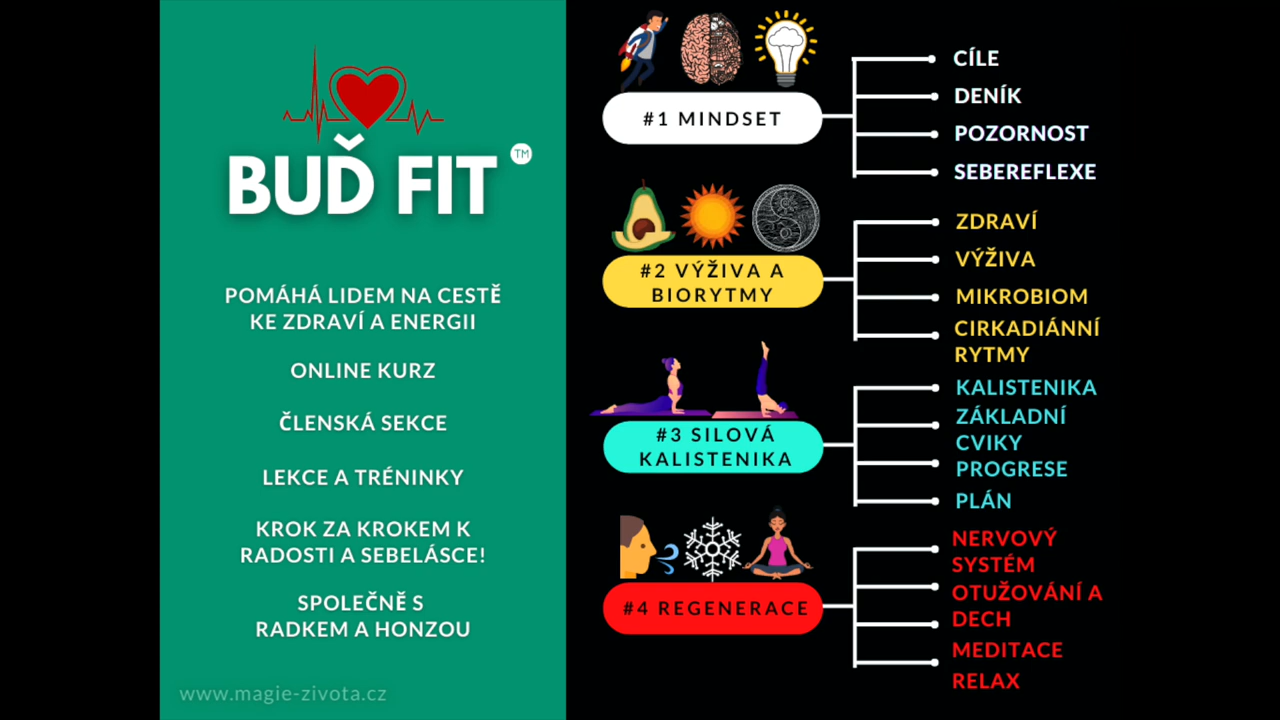 BUĎ FIT
TM
POMÁHÁ LIDEM NA CESTĚ
KE ZDRAVÍ A ENERGII
ONLINE KURZ
ČLENSKÁ SEKCE
LEKCE A TRÉNINKY
KROK ZA KROKEM K
RADOSTI A SEBELÁSCE!
SPOLEČNĚ S
RADKEM A HONZOU
www.magie-zivota.cz
#1 MINDSET
CÍLE
DENÍK
POZORNOST
SEBEREFLEXE
#2 VÝŽIVA A
BIORYTMY
ZDRAVÍ
VÝŽIVA
MIKROBIOM
CIRKADIÁNNÍ
RYTMY
#3 SILOVÁ
KALISTENIKA
KALISTENIKA
ZÁKLADNÍ
CVIKY
PROGRESE
PLÁN
#4 REGENERACE
NERVOVÝ
SYSTÉM
OTUŽOVÁNÍ A
DECH
MEDITACE
RELAX